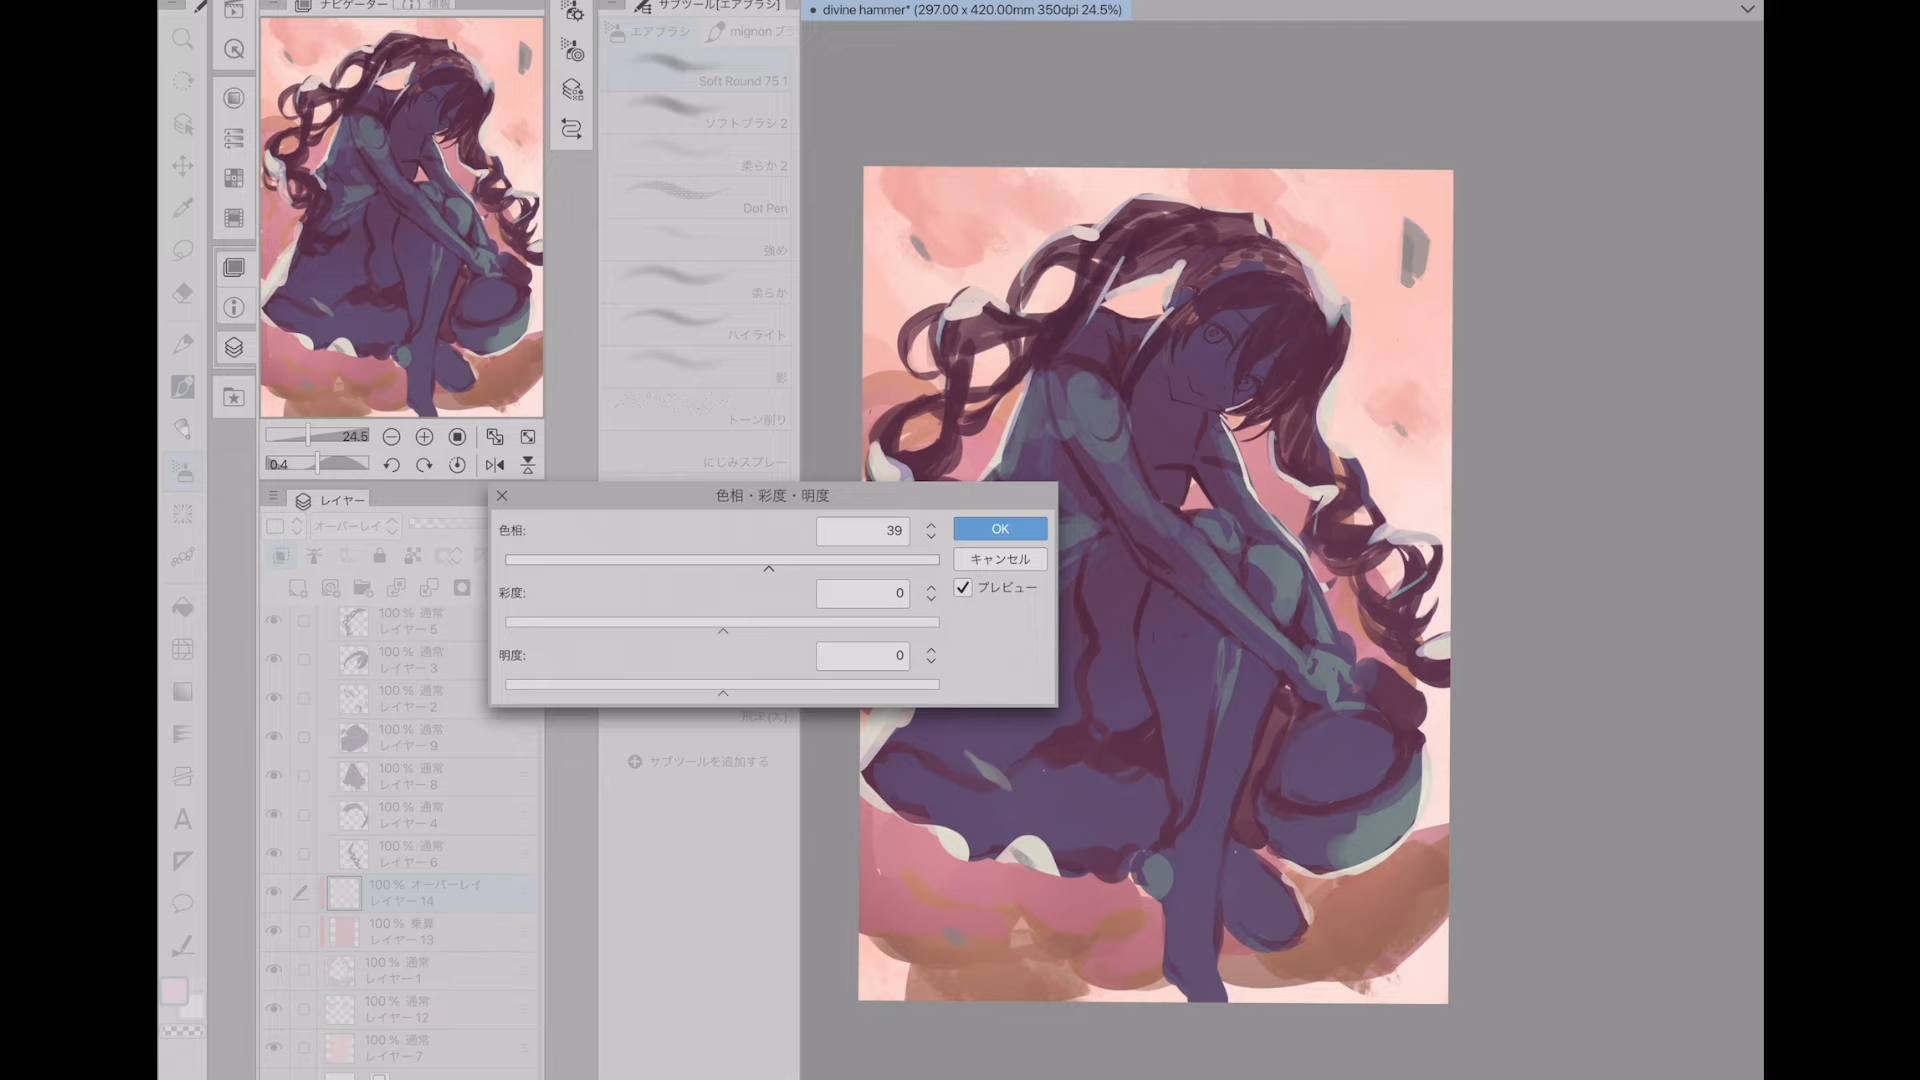 ナビゲーター
情報
サブツール[エアブラシ]
divine hammer* (297.00 x 420.00mm 350dpi 24.5%)
エアブラシ
mignon ブラ
Soft Round 75 1
ソフトブラシ 2
柔らか 2
Dot Pen
強め
柔らか
ハイライト
影
トーン削り
にじみスプレー
飛沫(大)
サブツールを追加する
24.5
0.4
レイヤー
オーバーレイ
100 % 通常
レイヤー 5
100 % 通常
レイヤー 3
100 % 通常
レイヤー 2
100 % 通常
レイヤー 9
100 % 通常
レイヤー 8
100 % 通常
レイヤー 4
100 % 通常
レイヤー 6
100 % オーバーレイ
レイヤー 14
100 % 乗算
レイヤー 13
100 % 通常
レイヤー 1
100 % 通常
レイヤー 12
100 % 通常
レイヤー 7
色相・彩度・明度
色相:
39
OK
キャンセル
プレビュー
彩度:
0
明度:
0